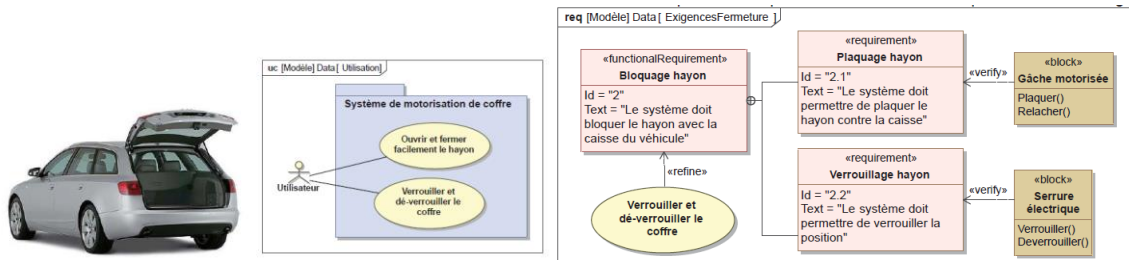 uc [Modèle] Data [ Utilisation]
Système de motorisation de coffre
Ouvrir et fermer
facilement le hayon
Utilisateur
Verrouiller et
dé-verrouiller le
coffre
req [Modèle] Data [ ExigencesFermeture ]
«functionalRequirement»
Bloquage hayon
Id = "2"
Text = "Le système doit
bloquer le hayon avec la
caisse du véhicule"
«refine»
Verrouiller et
dé-verrouiller le
coffre
«requirement»
Plaquage hayon
Id = "2.1"
Text = "Le système doit
permettre de plaquer le
hayon contre la caisse"
«verify»
«block»
Gâche motorisée
Plaquer()
Relacher()
«requirement»
Verrouillage hayon
Id = "2.2"
Text = "Le système doit
permettre de verrouiller la
position"
«verify»
«block»
Serrure
électrique
Verrouiller()
Deverrouiller()